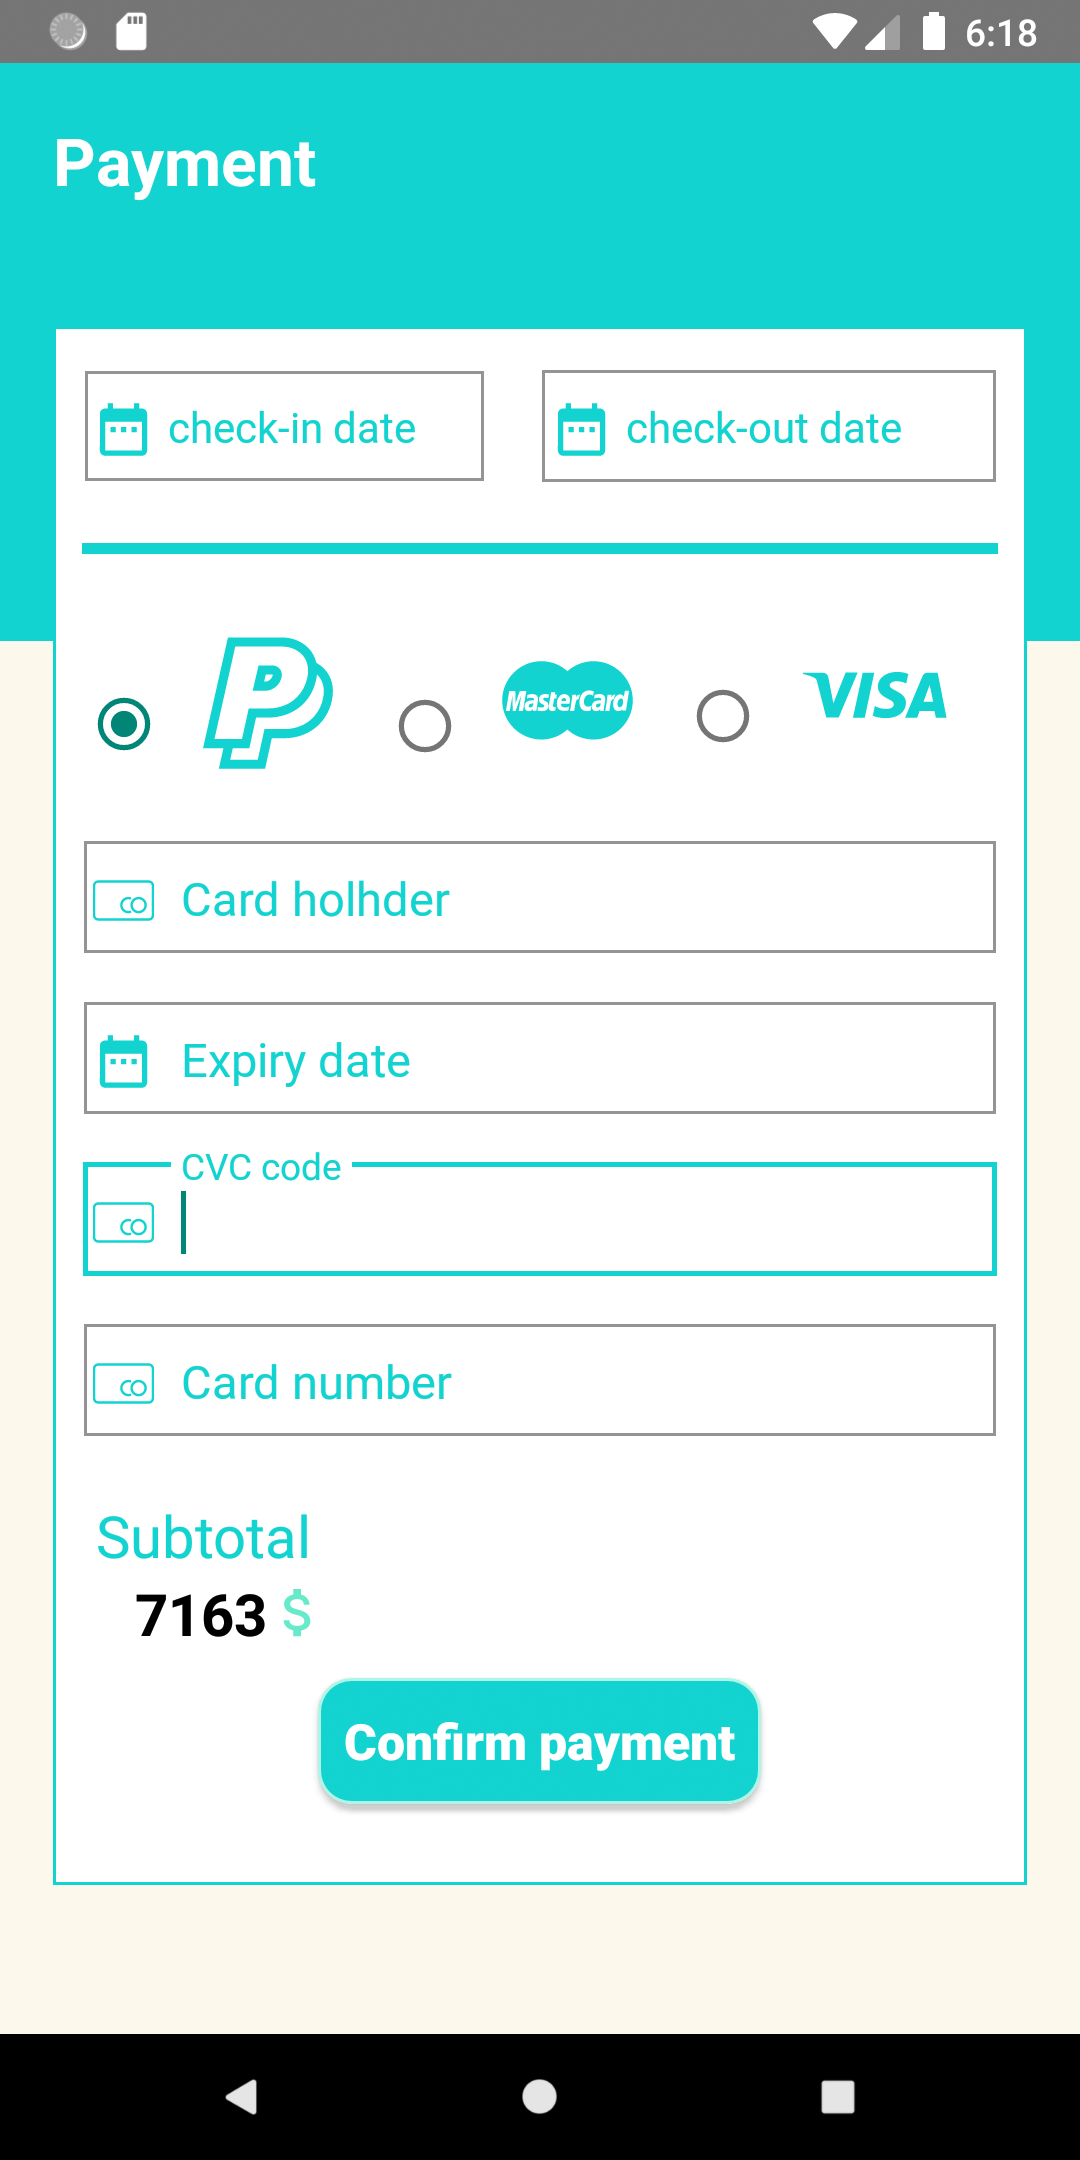 6:18
Payment
check-in date check-out date
P MasterCard VISA
Card holhder
Expiry date
CVC code
Card number
Subtotal
7163 $
Confirm payment